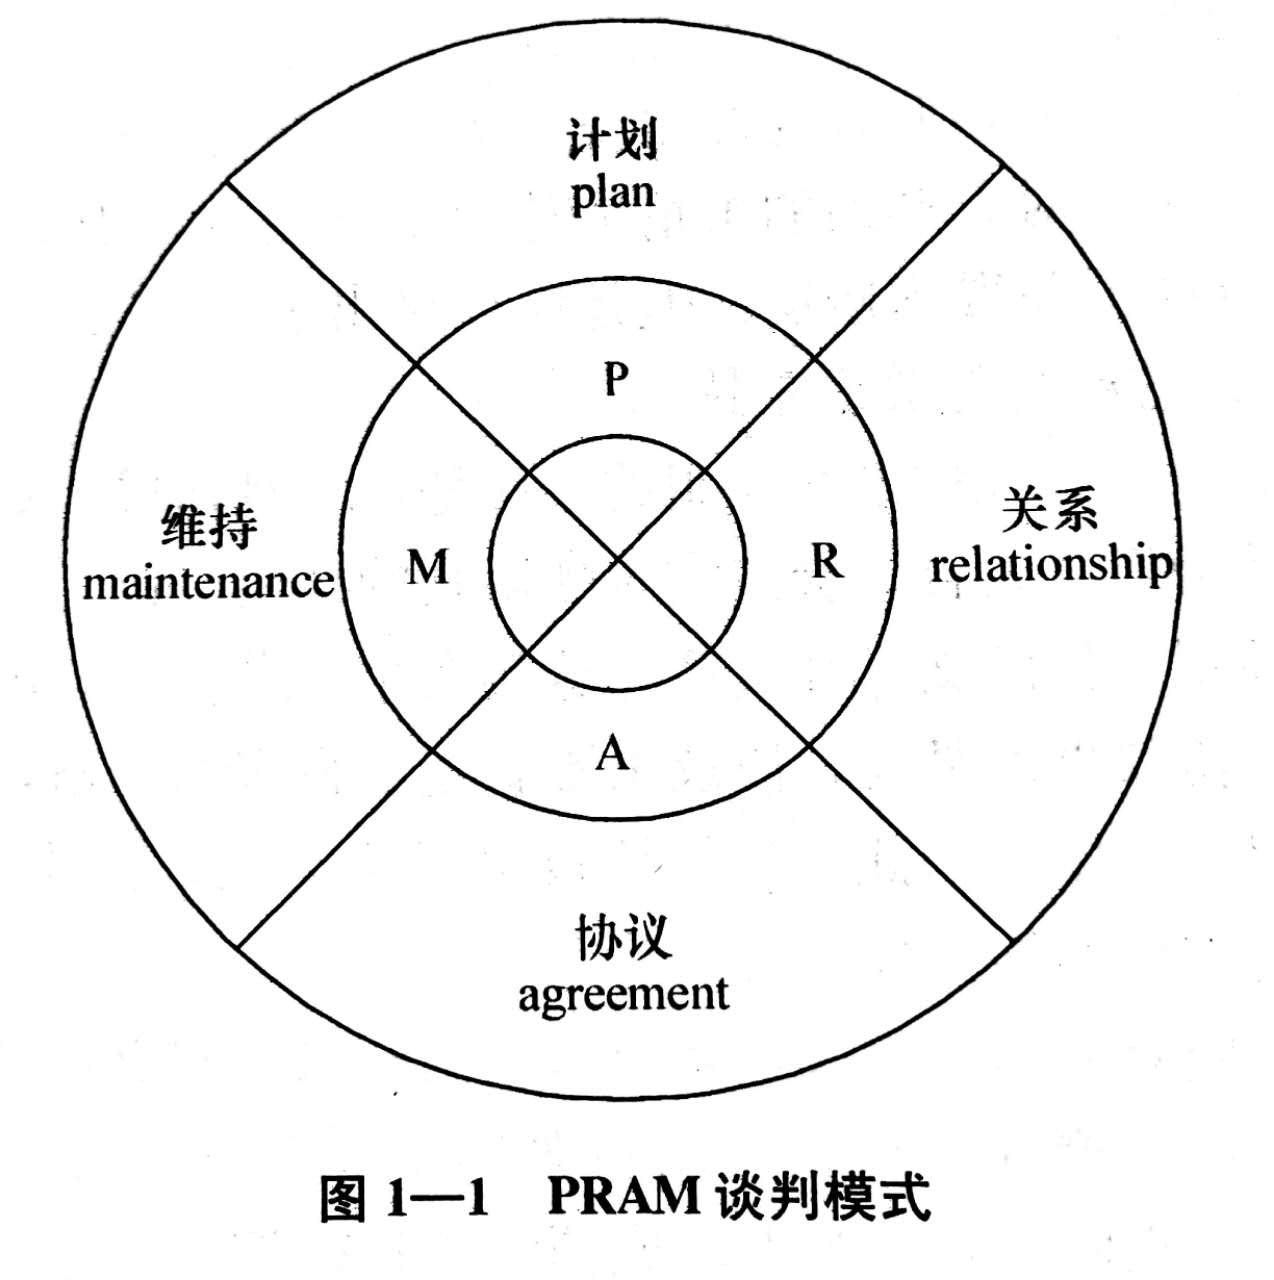 计划
plan
P
维持
maintenance
M
R
关系
relationship
A
协议
agreement
图 1—1 PRAM 谈判模式